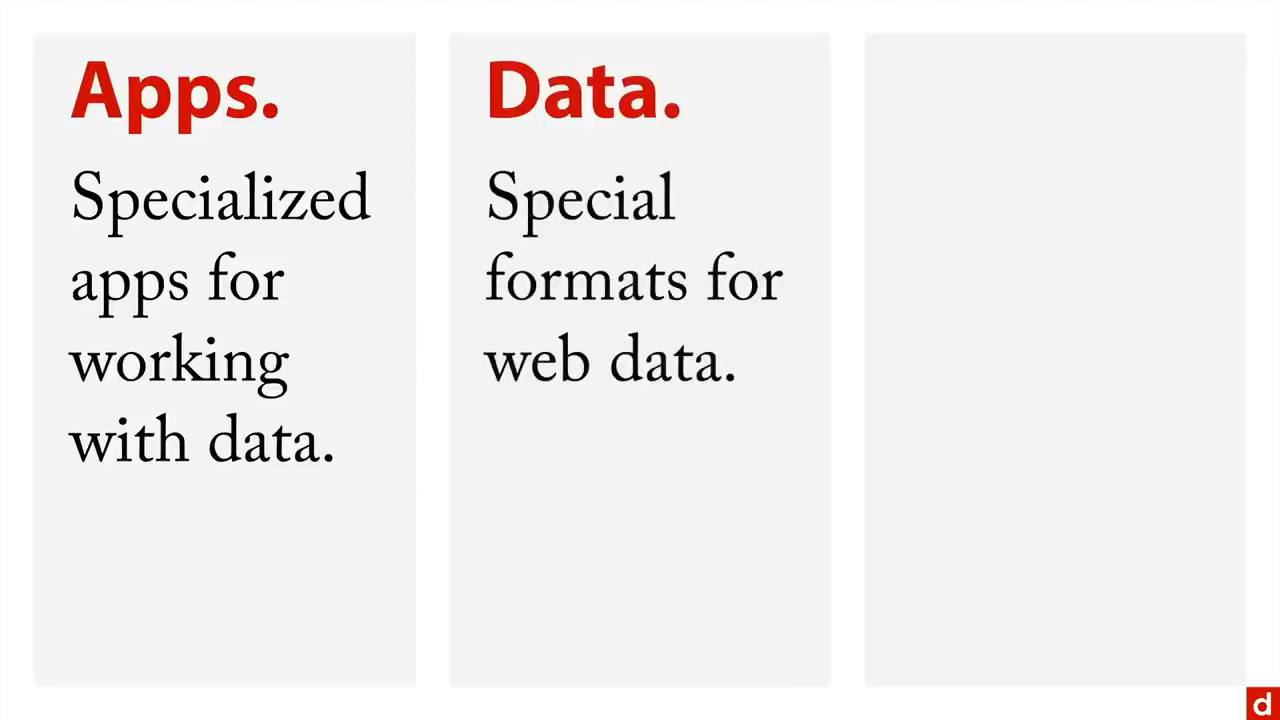 Apps.
Specialized
apps for
working
with data.
Data.
Special
formats for
web data.
d